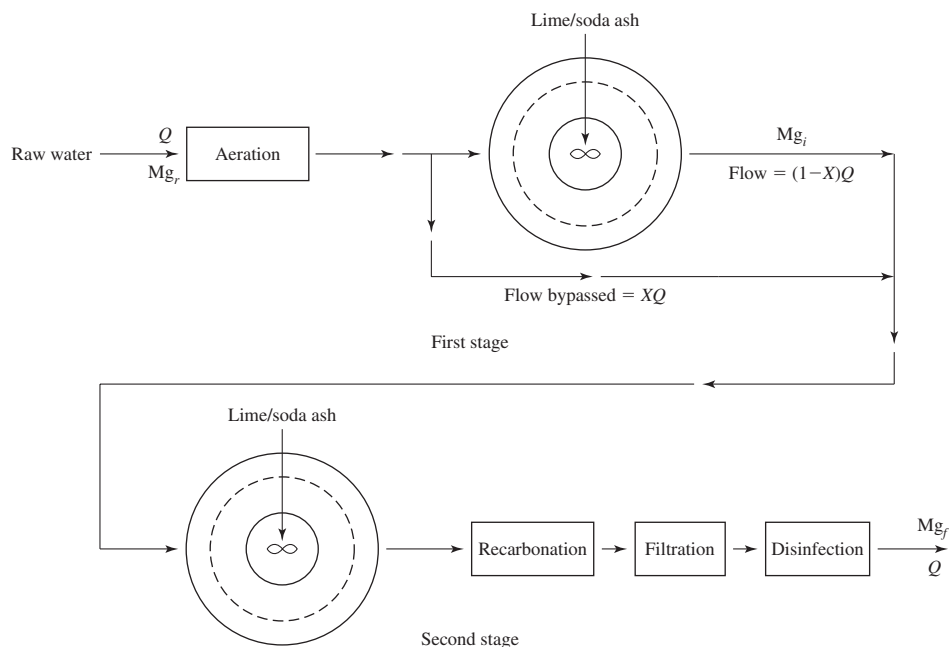 Lime/soda ash
Raw water
Q
Mg_r
Aeration
Mg_i
Flow = (1−X)Q
Flow bypassed = XQ
First stage
Lime/soda ash
Recarbonation
Filtration
Disinfection
Mg_f
Q
Second stage